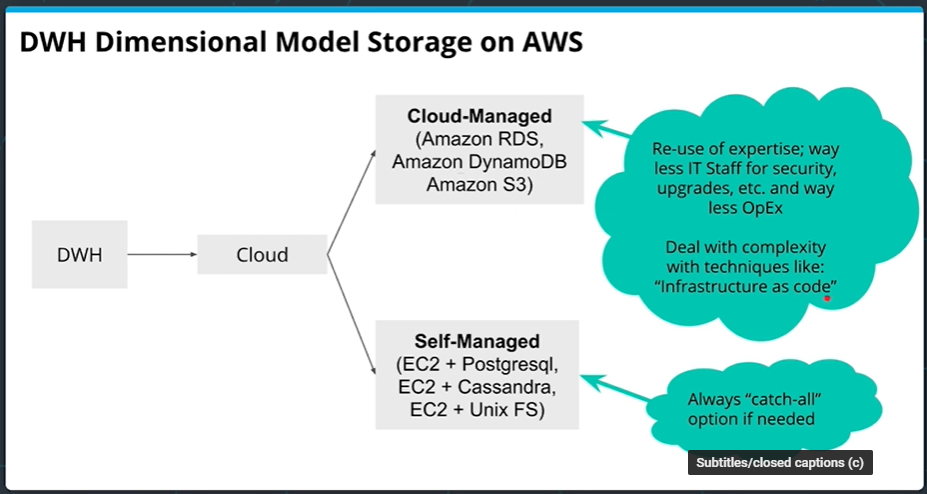 DWH Dimensional Model Storage on AWS
DWH
Cloud
Cloud-Managed
(Amazon RDS,
Amazon DynamoDB
Amazon S3)
Re-use of expertise; way
less IT Staff for security,
upgrades, etc. and way
less OpEx
Deal with complexity
with techniques like:
“Infrastructure as code”
Self-Managed
(EC2 + Postgresql,
EC2 + Cassandra,
EC2 + Unix FS)
Always “catch-all”
option if needed
Subtitles/closed captions (c)